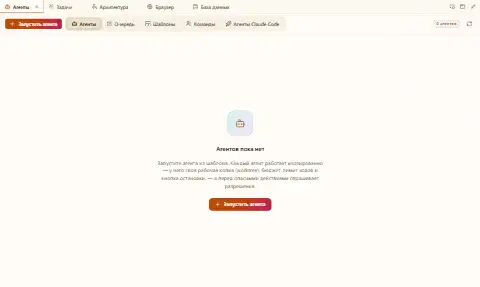 Агенты
Задачи
Архитектура
Браузер
База данных
Запустить агента
Агенты
Очередь
Шаблоны
Команды
Агенты Claude Code
0 агентов
Агентов пока нет
Запустите агента из шаблона. Каждый агент работает изолированно
— у него своя рабочая копия (worktree), бюджет, лимит ходов и
кнопка остановки, — а перед опасными действиями спрашивает
разрешение.
Запустить агента